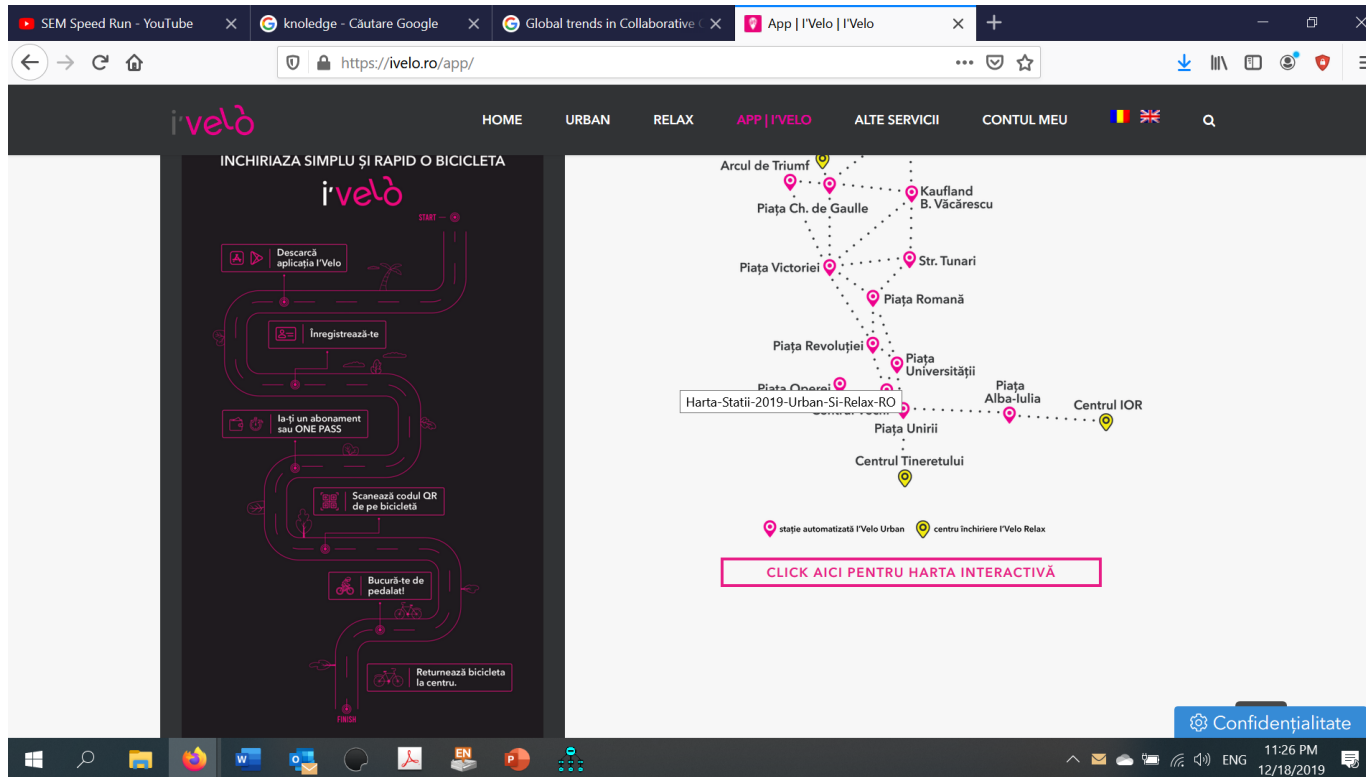 SEM Speed Run - YouTube
knoledge - Căutare Google
Global trends in Collaborative
App | I'Velo | I'Velo
https://ivelo.ro/app/
i'velo
HOME
URBAN
RELAX
APP | I'VELO
ALTE SERVICII
CONTUL MEU
INCHIRIAZA SIMPLU ȘI RAPID O BICICLETA
i'velo
START
Descarcă
aplicația I'Velo
Înregistrează-te
Ia-ți un abonament
sau ONE PASS
Scanează codul QR
de pe bicicletă
Bucură-te de
pedalat!
Returnează bicicleta
la centru.
FINISH
Arcul de Triumf
Piața Ch. de Gaulle
Kaufland
B. Văcărescu
Piața Victoriei
Str. Tunari
Piața Romană
Piața Revoluției
Piața
Universității
Piața Operei
Harta-Statii-2019-Urban-Si-Relax-RO
Piața Unirii
Piața
Alba-Iulia
Centrul IOR
Centrul Tineretului
stație automatizată I'Velo Urban
centru închiriere I'Velo Relax
CLICK AICI PENTRU HARTA INTERACTIVĂ
Confidențialitate
EN
ENG
11:26 PM
12/18/2019